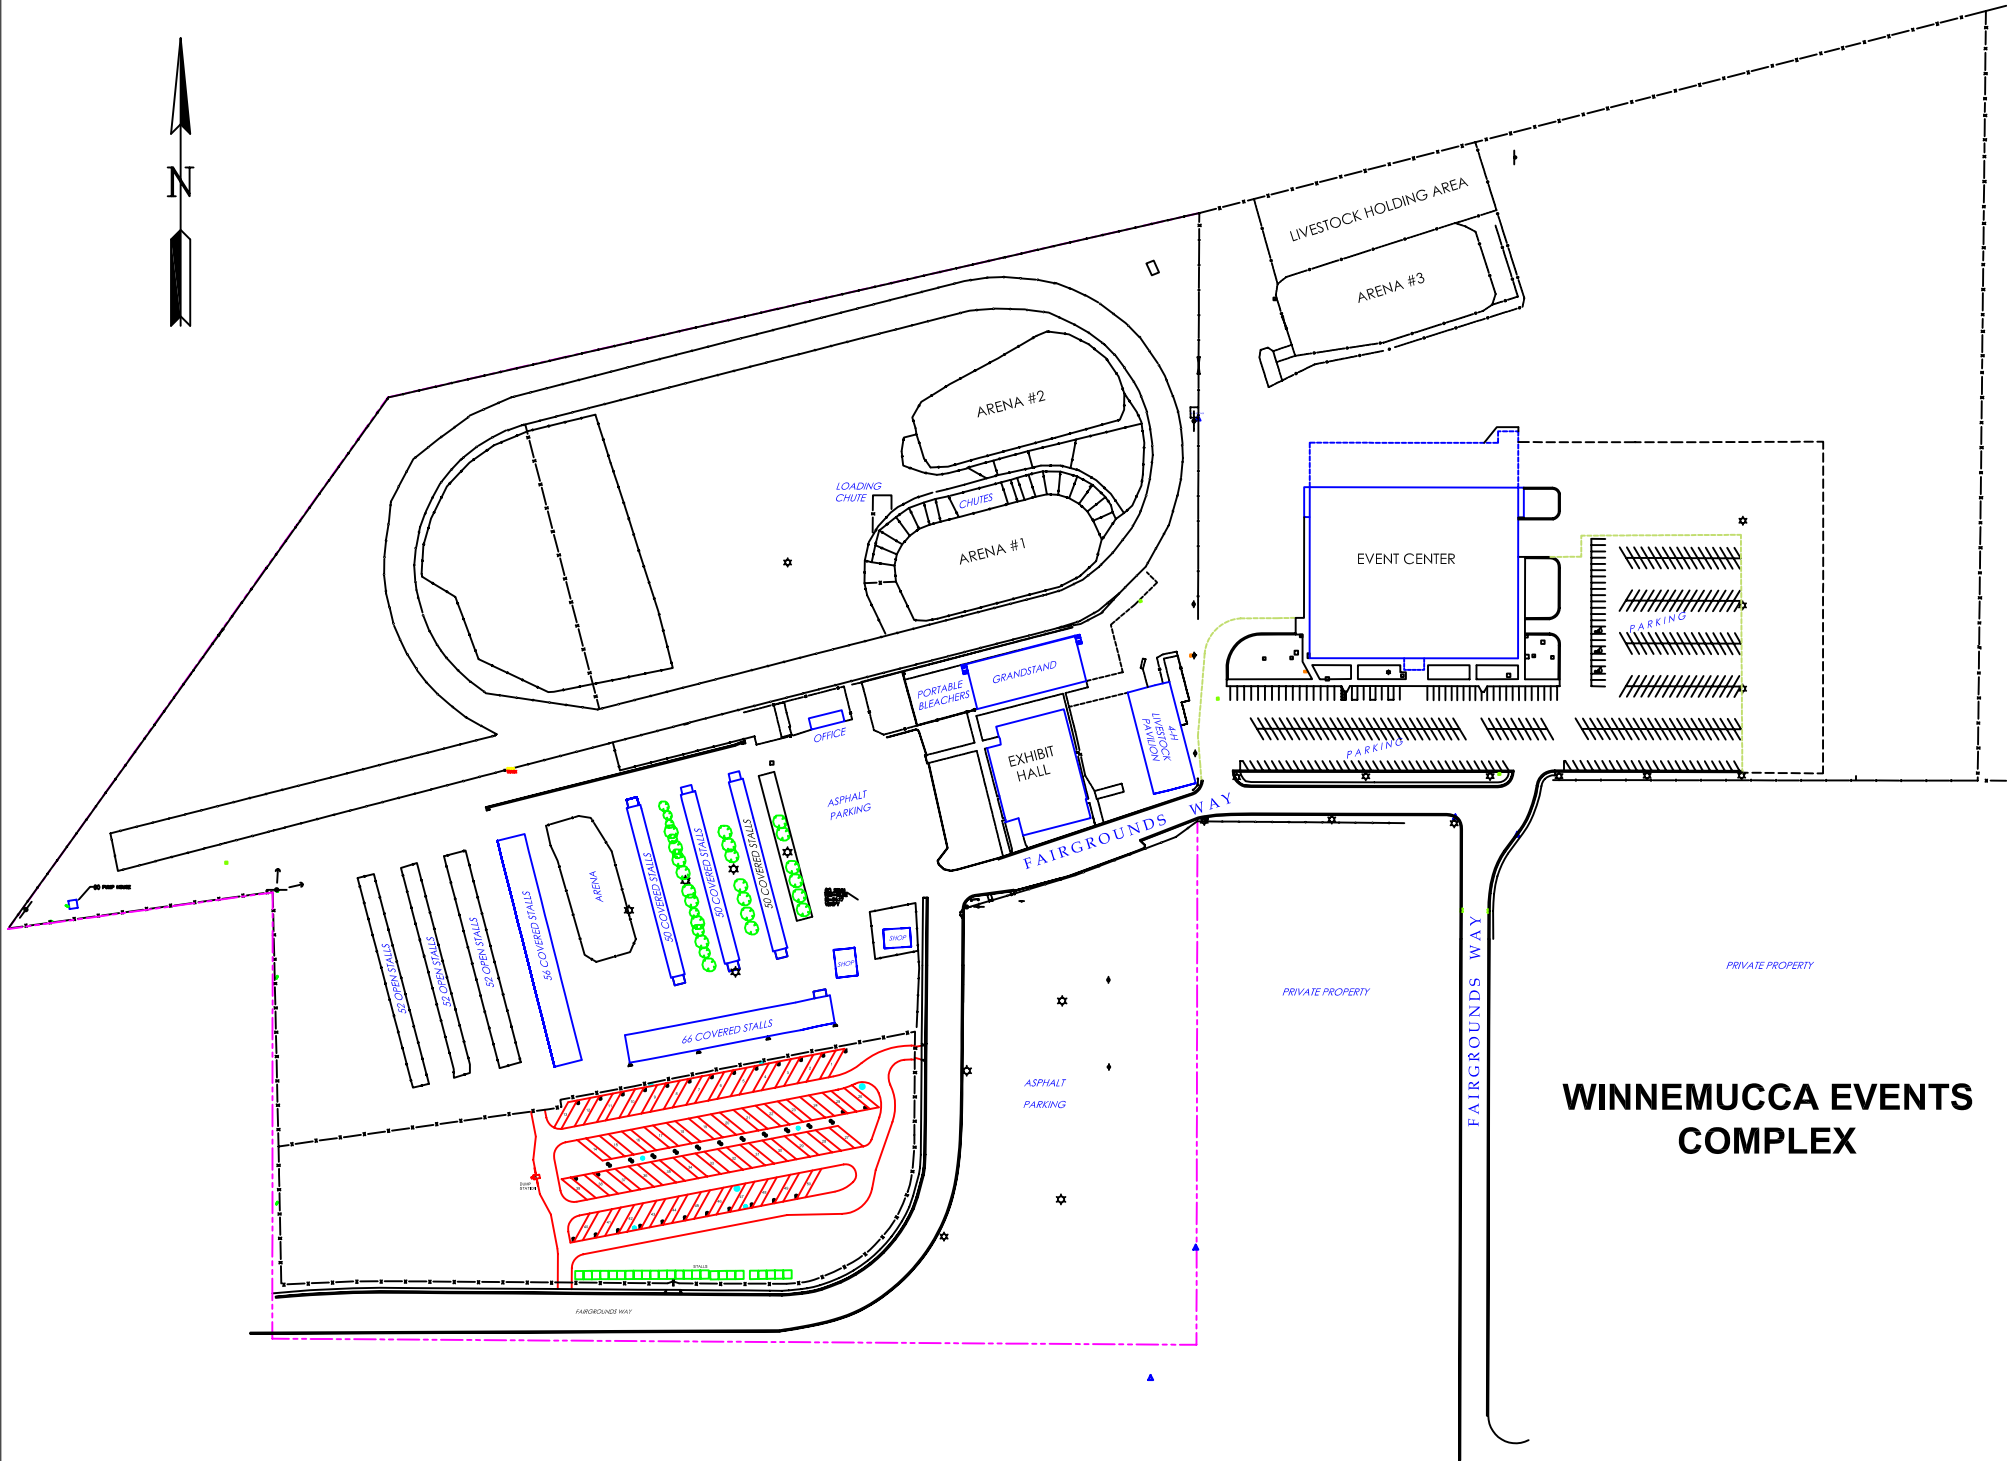 N
LIVESTOCK HOLDING AREA
ARENA #3
ARENA #2
LOADING
CHUTE
CHUTES
ARENA #1
EVENT CENTER
PARKING
PARKING
GRANDSTAND
PORTABLE
BLEACHERS
OFFICE
EXHIBIT
HALL
4-H
LIVESTOCK
PAVILION
ASPHALT
PARKING
FAIRGROUNDS WAY
ARENA
50 COVERED STALLS
50 COVERED STALLS
50 COVERED STALLS
56 COVERED STALLS
52 OPEN STALLS
52 OPEN STALLS
52 OPEN STALLS
SHOP
SHOP
66 COVERED STALLS
PRIVATE PROPERTY
PRIVATE PROPERTY
FAIRGROUNDS WAY
ASPHALT
PARKING
WINNEMUCCA EVENTS
COMPLEX
DUMP
STATION
STALLS
FAIRGROUNDS WAY